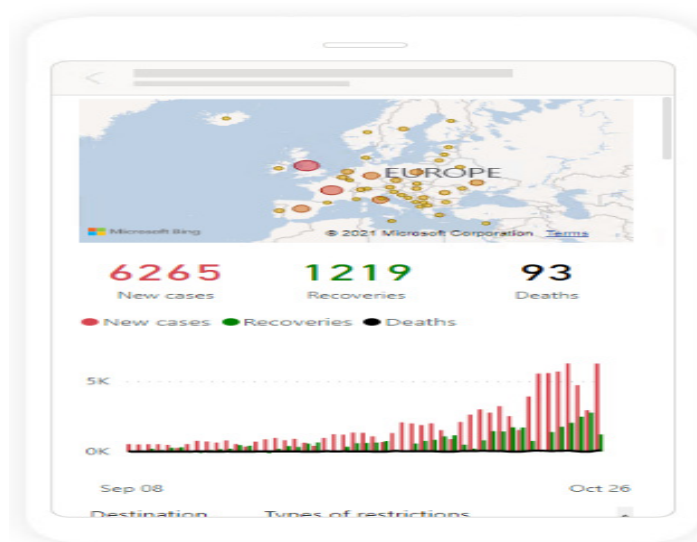 EUROPE
Microsoft Bing © 2021 Microsoft Corporation Terms
6265 1219 93
New cases Recoveries Deaths
New cases Recoveries Deaths
5K
0K
Sep 08 Oct 26
Destination Types of restrictions